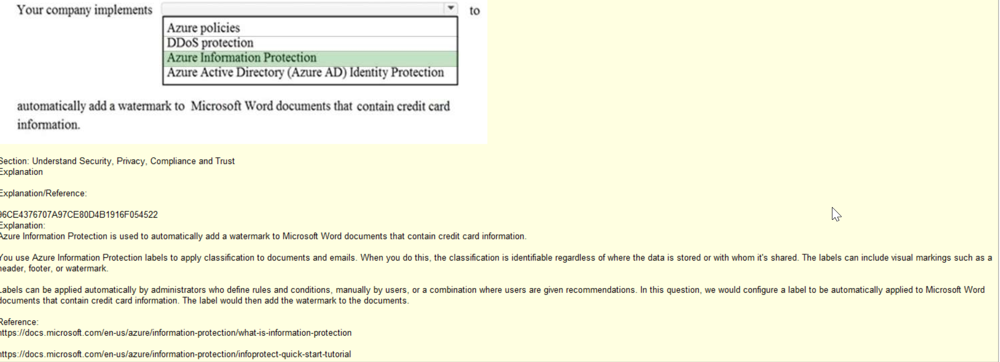 Your company implements to
Azure policies
DDoS protection
Azure Information Protection
Azure Active Directory (Azure AD) Identity Protection
automatically add a watermark to Microsoft Word documents that contain credit card
information.
Section: Understand Security, Privacy, Compliance and Trust
Explanation
Explanation/Reference:
96CE4376707A97CE80D4B1916F054522
Explanation:
Azure Information Protection is used to automatically add a watermark to Microsoft Word documents that contain credit card information.
You use Azure Information Protection labels to apply classification to documents and emails. When you do this, the classification is identifiable regardless of where the data is stored or with whom it's shared. The labels can include visual markings such as a
header, footer, or watermark.
Labels can be applied automatically by administrators who define rules and conditions, manually by users, or a combination where users are given recommendations. In this question, we would configure a label to be automatically applied to Microsoft Word
documents that contain credit card information. The label would then add the watermark to the documents.
Reference:
https://docs.microsoft.com/en-us/azure/information-protection/what-is-information-protection
https://docs.microsoft.com/en-us/azure/information-protection/infoprotect-quick-start-tutorial